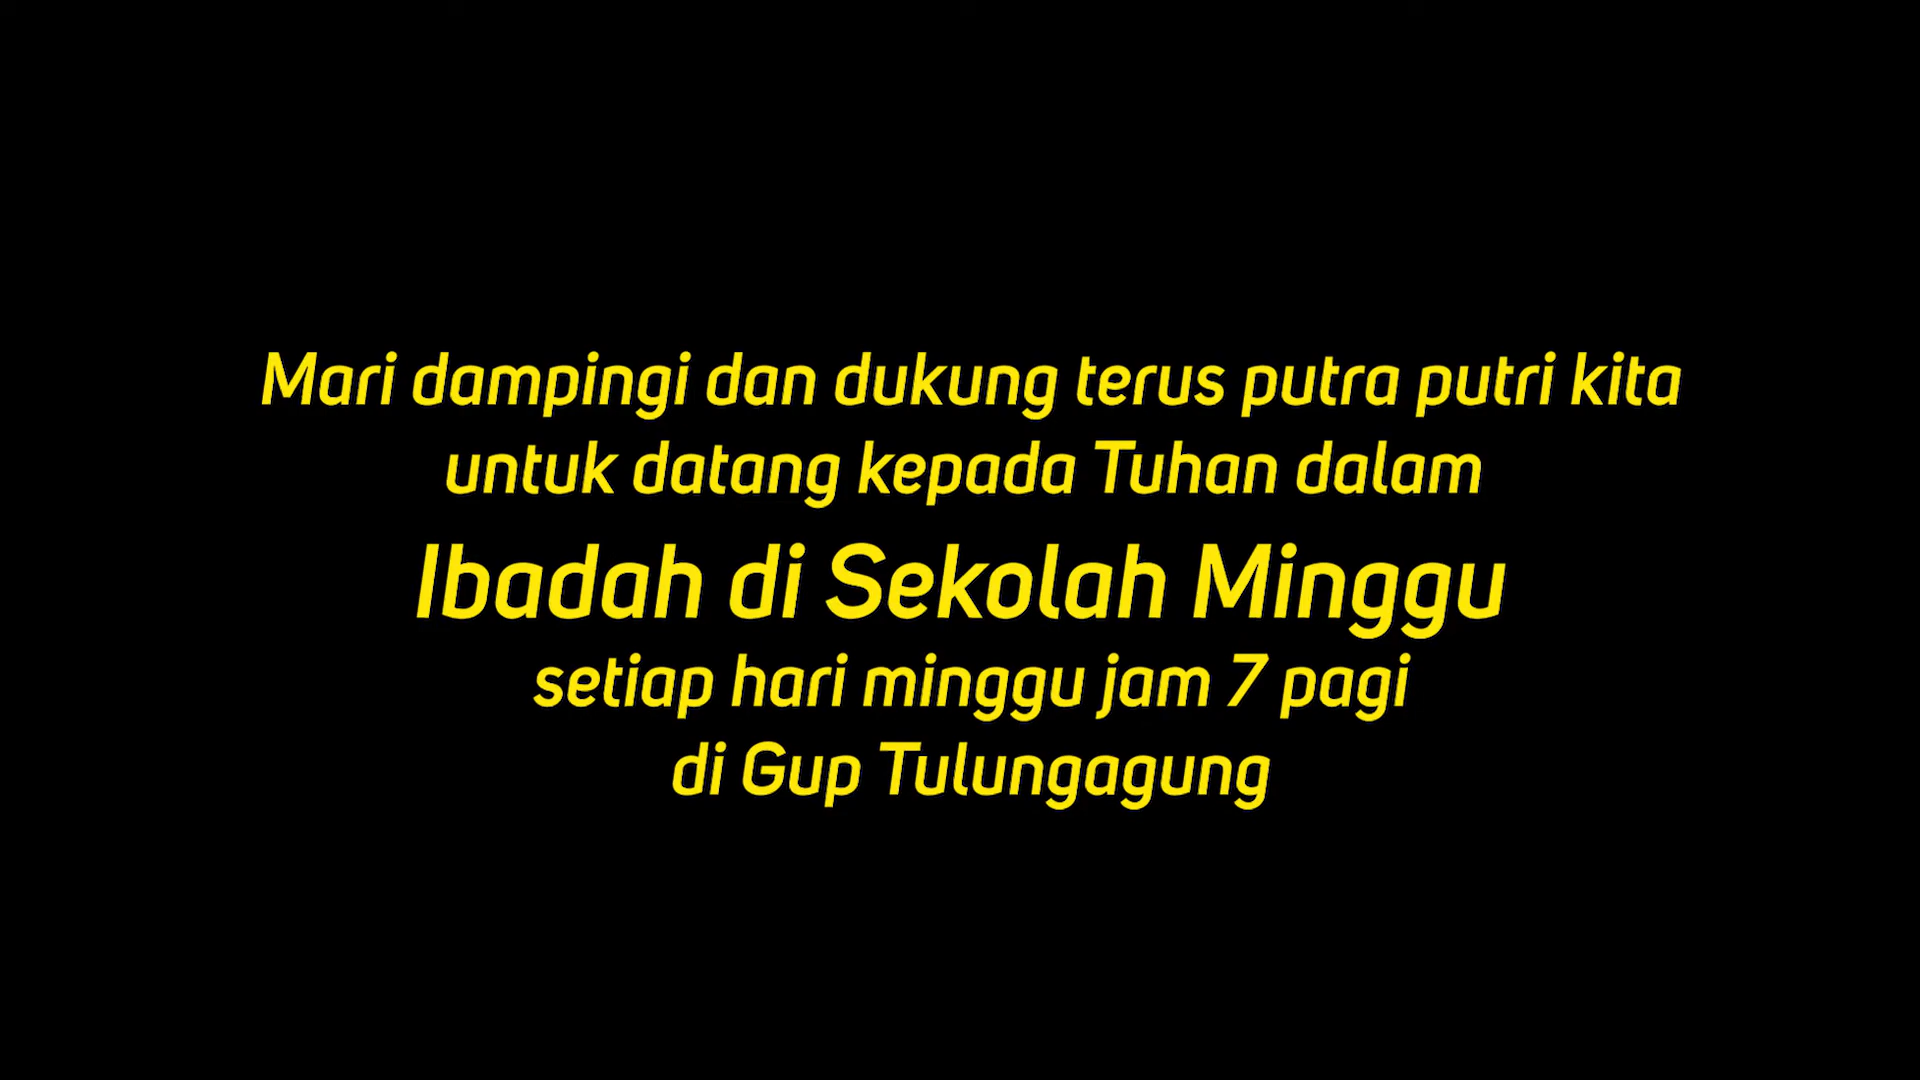 Mari dampingi dan dukung terus putra putri kita
untuk datang kepada Tuhan dalam
Ibadah di Sekolah Minggu
setiap hari minggu jam 7 pagi
di Gup Tulungagung